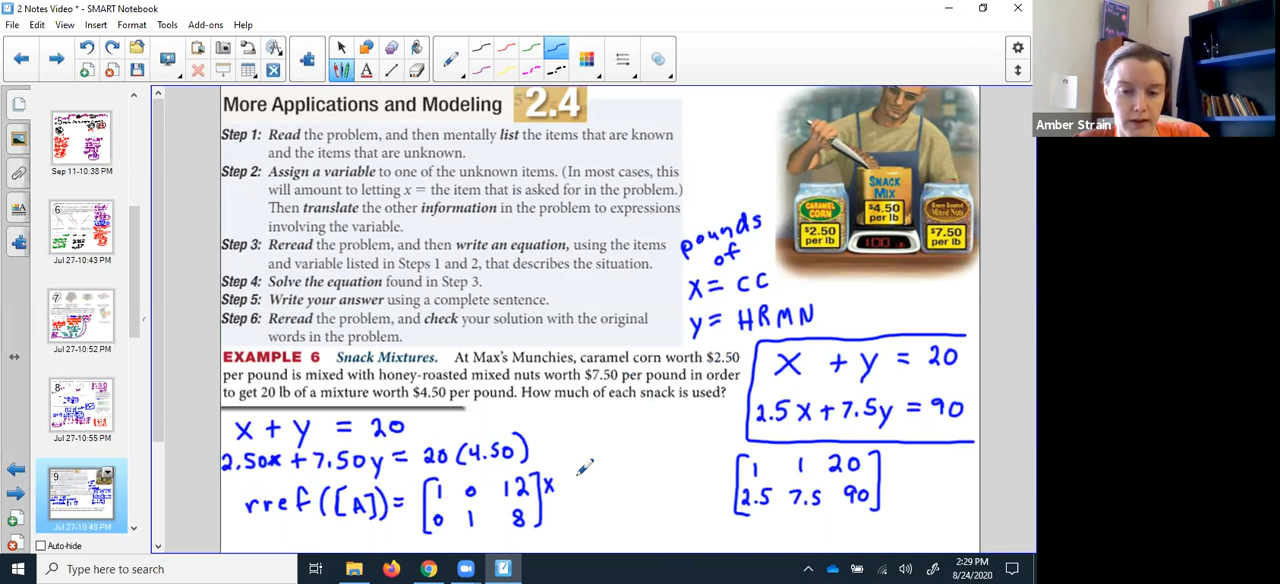 2 Notes Video * - SMART Notebook
File Edit View Insert Format Tools Add-ons Help
Amber Strain
More Applications and Modeling 2.4
Step 1: Read the problem, and then mentally list the items that are known
and the items that are unknown.
Step 2: Assign a variable to one of the unknown items. (In most cases, this
will amount to letting x = the item that is asked for in the problem.)
Then translate the other information in the problem to expressions
involving the variable.
Step 3: Reread the problem, and then write an equation, using the items
and variable listed in Steps 1 and 2, that describes the situation.
Step 4: Solve the equation found in Step 3.
Step 5: Write your answer using a complete sentence.
Step 6: Reread the problem, and check your solution with the original
words in the problem.
SNACK
MIX
$4.50
per lb
CARAMEL
CORN
$2.50
per lb
Honey-Roasted
Mixed Nuts
$7.50
per lb
pounds
of
x = CC
y = HRMN
EXAMPLE 6 Snack Mixtures. At Max's Munchies, caramel corn worth $2.50
per pound is mixed with honey-roasted mixed nuts worth $7.50 per pound in order
to get 20 lb of a mixture worth $4.50 per pound. How much of each snack is used?
x + y = 20
2.5x + 7.5y = 90
x + y = 20
2.50x + 7.50y = 20(4.50)
rref([A]) = [1 0 12] x
[0 1 8]
[1 1 20]
[2.5 7.5 90]
Sep 11-10:38 PM
6
Jul 27-10:43 PM
7
Jul 27-10:52 PM
8
Jul 27-10:55 PM
9
Jul 27-10:48 PM
Auto-hide
Type here to search
2:29 PM
8/24/2020